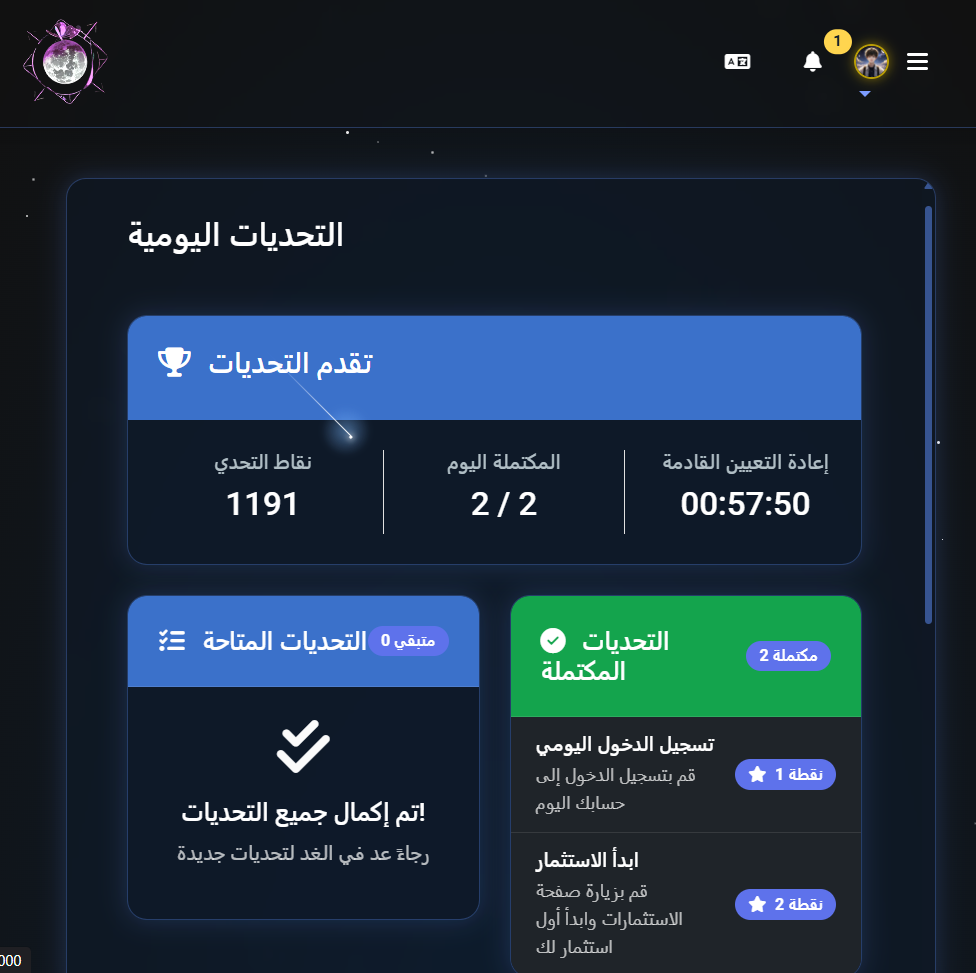 1
التحديات اليومية
تقدم التحديات
إعادة التعيين القادمة
00:57:50
المكتملة اليوم
2 / 2
نقاط التحدي
1191
التحديات
المكتملة
2 مكتملة
تسجيل الدخول اليومي
قم بتسجيل الدخول إلى
حسابك اليوم
1 نقطة
ابدأ الاستثمار
قم بزيارة صفحة
الاستثمارات وابدأ أول
استثمار لك
2 نقطة
التحديات المتاحة
0 متبقي
!تم إكمال جميع التحديات
رجاءً عد في الغد لتحديات جديدة
000